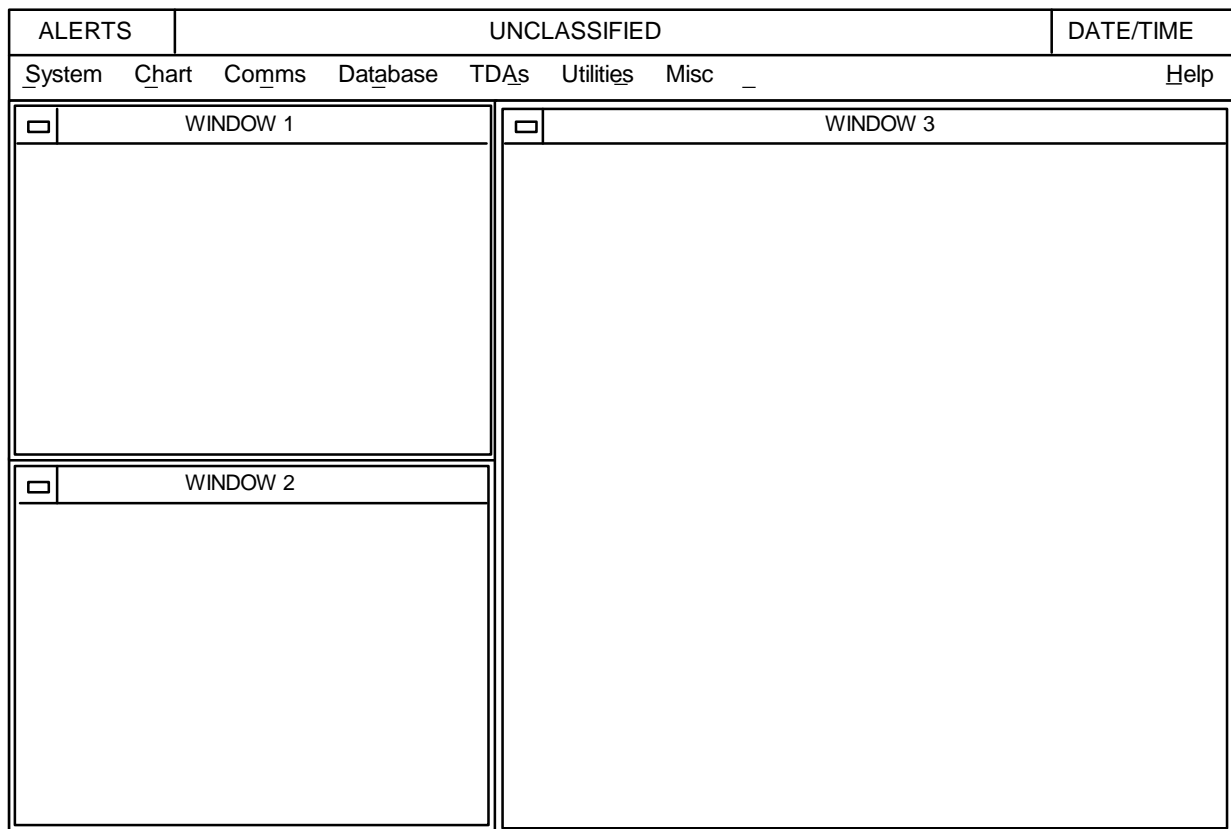 ALERTS UNCLASSIFIED DATE/TIME
System Chart Comms Database TDAs Utilities Misc _ Help
WINDOW 1
WINDOW 3
WINDOW 2